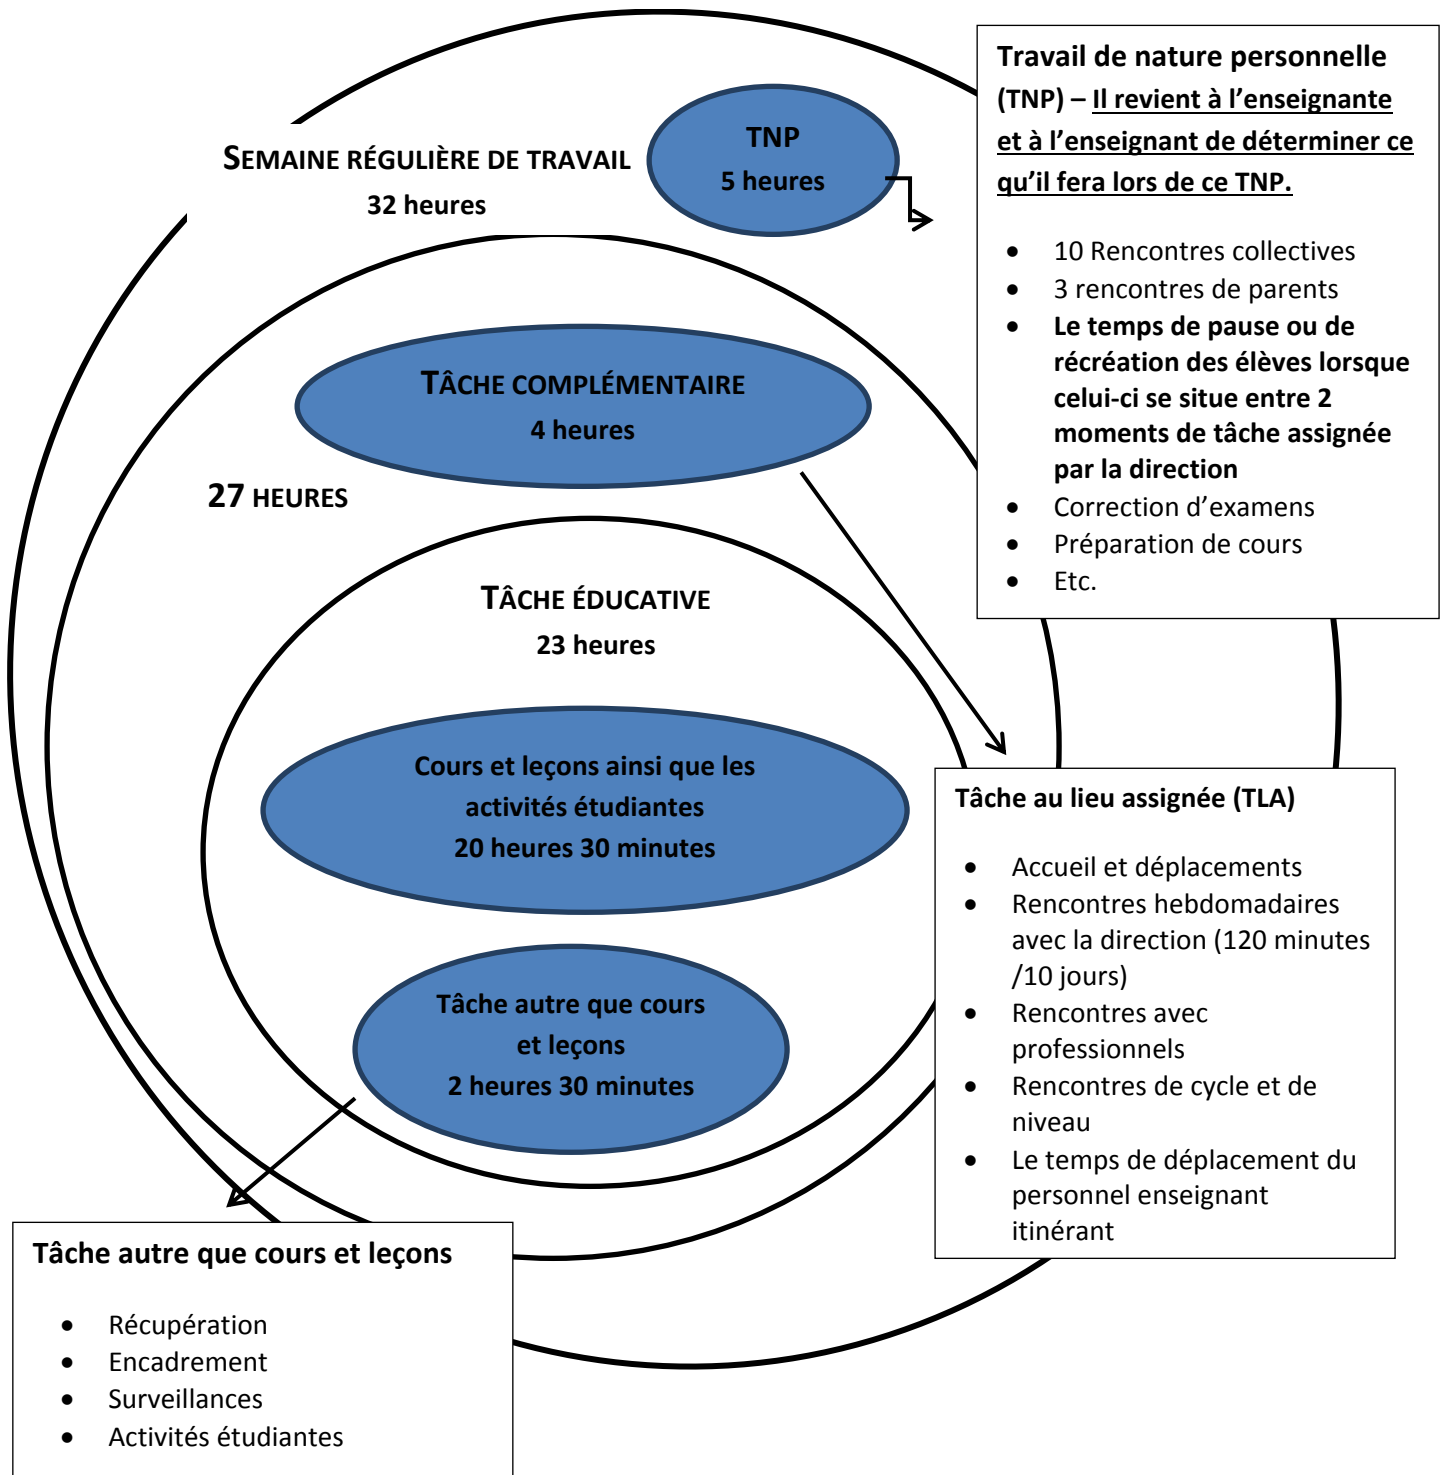 SEMAINE RÉGULIÈRE DE TRAVAIL
32 heures
TNP
5 heures
Travail de nature personnelle
(TNP) – Il revient à l’enseignante
et à l’enseignant de déterminer ce
qu’il fera lors de ce TNP.
• 10 Rencontres collectives
• 3 rencontres de parents
• Le temps de pause ou de
récréation des élèves lorsque
celui-ci se situe entre 2
moments de tâche assignée
par la direction
• Correction d’examens
• Préparation de cours
• Etc.
TÂCHE COMPLÉMENTAIRE
4 heures
27 HEURES
TÂCHE ÉDUCATIVE
23 heures
Cours et leçons ainsi que les
activités étudiantes
20 heures 30 minutes
Tâche autre que cours
et leçons
2 heures 30 minutes
Tâche au lieu assignée (TLA)
• Accueil et déplacements
• Rencontres hebdomadaires
avec la direction (120 minutes
/10 jours)
• Rencontres avec
professionnels
• Rencontres de cycle et de
niveau
• Le temps de déplacement du
personnel enseignant
itinérant
Tâche autre que cours et leçons
• Récupération
• Encadrement
• Surveillances
• Activités étudiantes